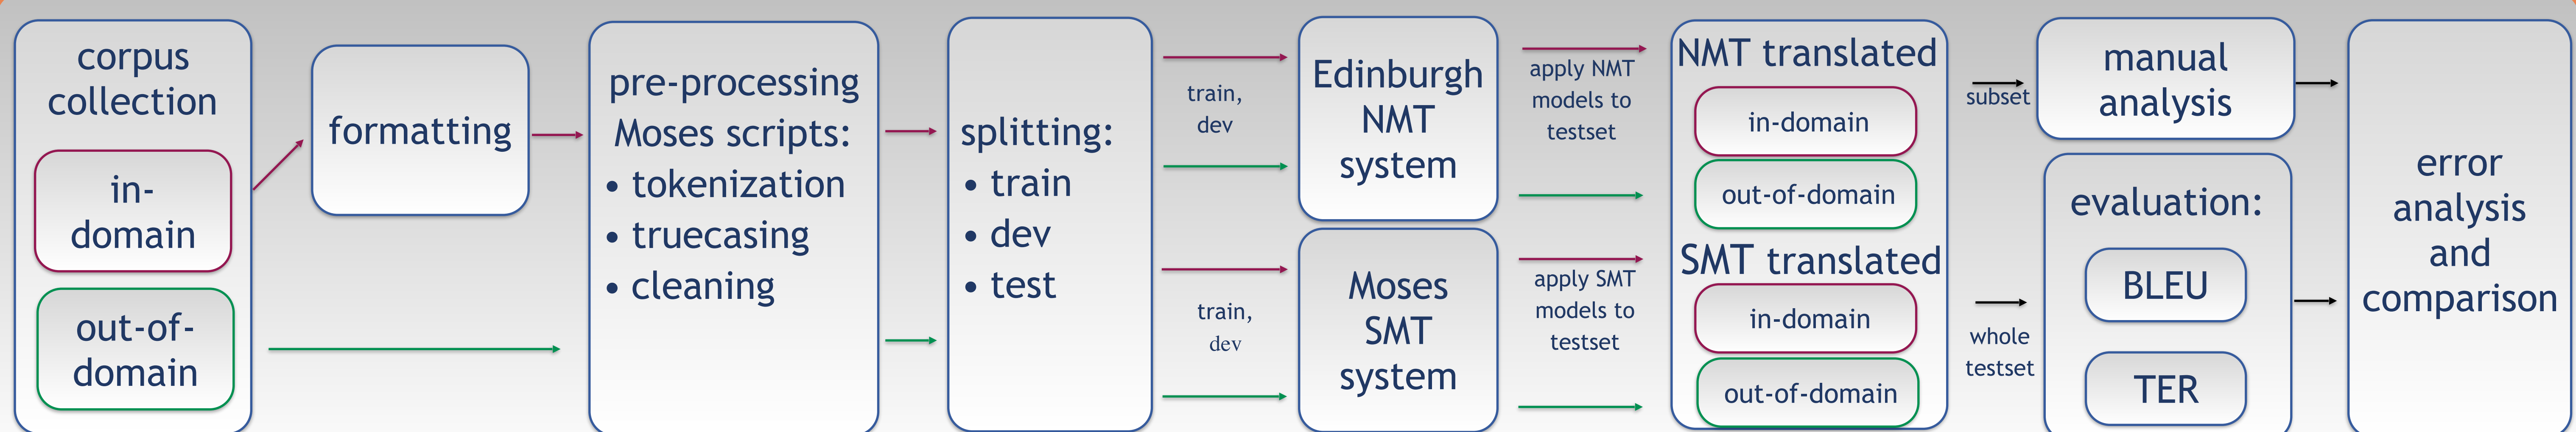 corpus
collection
in-
domain
out-of-
domain
formatting
pre-processing
Moses scripts:
• tokenization
• truecasing
• cleaning
splitting:
• train
• dev
• test
train,
dev
train,
dev
Edinburgh
NMT
system
Moses
SMT
system
apply NMT
models to
testset
apply SMT
models to
testset
NMT translated
in-domain
out-of-domain
SMT translated
in-domain
out-of-domain
subset
whole
testset
manual
analysis
evaluation:
BLEU
TER
error
analysis
and
comparison